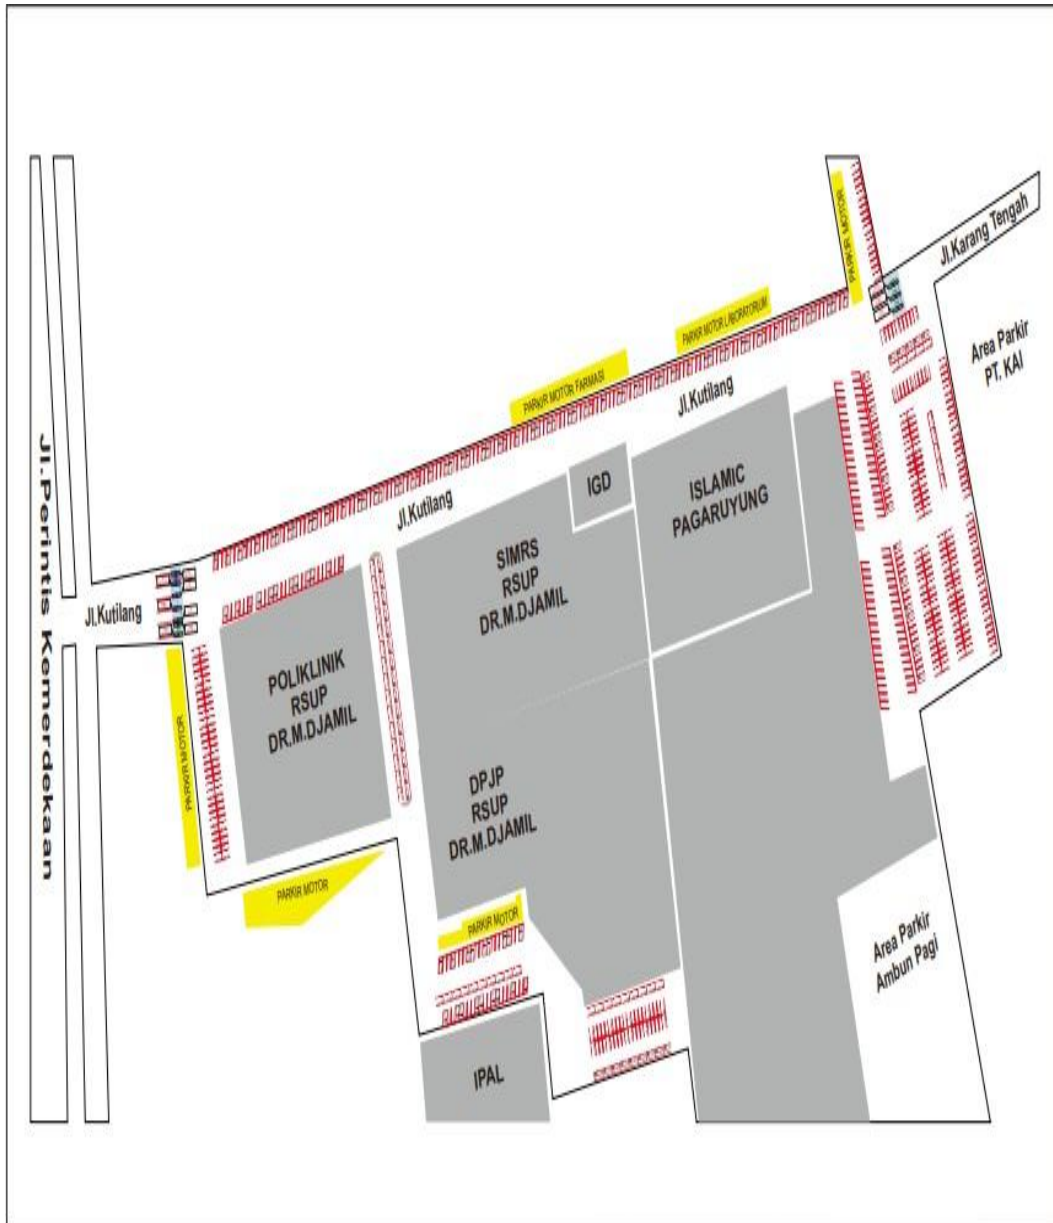 PARKIR MOTOR
Jl.Karang Tengah
PARKIR MOTOR LABORATORIUM
Area Parkir
PT. KAI
PARKIR MOTOR FARMASI
Jl.Kutilang
Jl.Perintis Kemerdekaan
Jl.Kutilang
IGD
ISLAMIC
PAGARUYUNG
SIMRS
RSUP
DR.M.DJAMIL
Jl.Kutilang
POLIKLINIK
RSUP
DR.M.DJAMIL
PARKIR MOTOR
DPJP
RSUP
DR.M.DJAMIL
PARKIR MOTOR
PARKIR MOTOR
Area Parkir
Ambun Pagi
IPAL